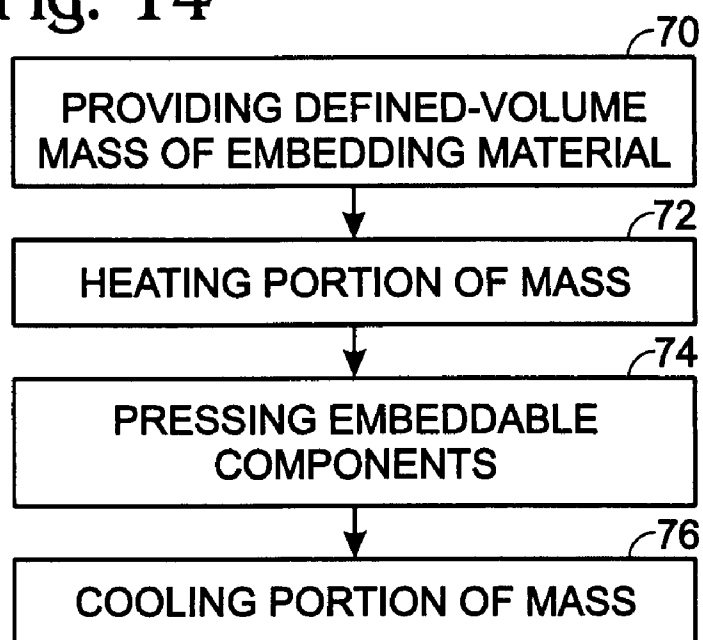 Fig. 14
70
PROVIDING DEFINED-VOLUME
MASS OF EMBEDDING MATERIAL
72
HEATING PORTION OF MASS
74
PRESSING EMBEDDABLE
COMPONENTS
76
COOLING PORTION OF MASS